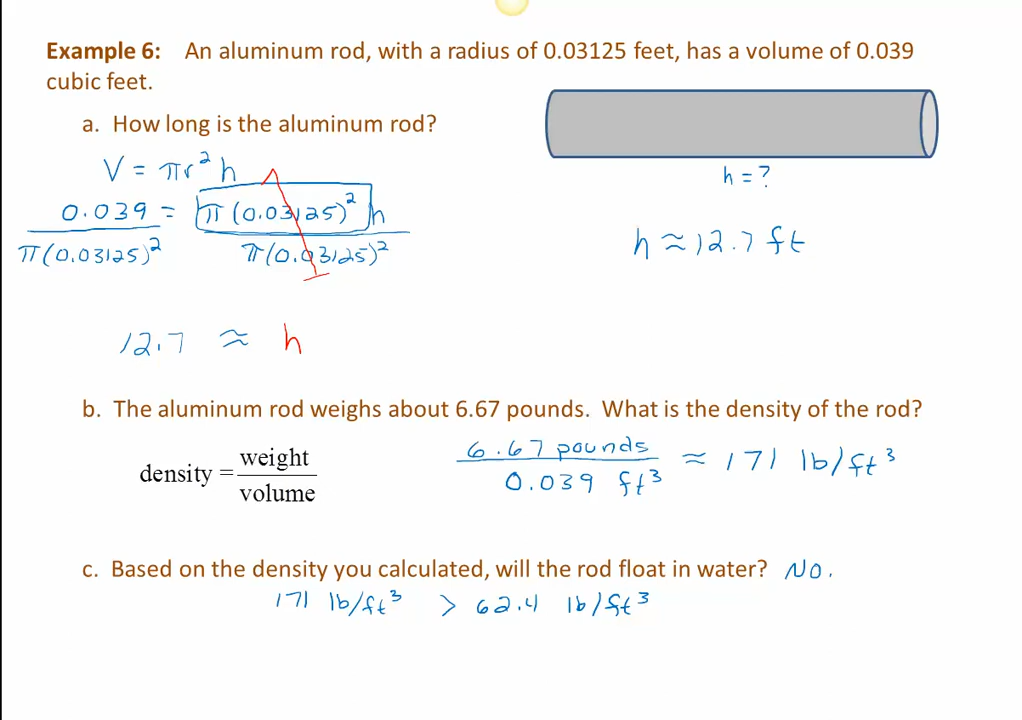 Example 6: An aluminum rod, with a radius of 0.03125 feet, has a volume of 0.039
cubic feet.
a. How long is the aluminum rod?
V = πr² h
h = ?
0.039 = π(0.03125)² h
π(0.03125)² π(0.03125)²
h ≈ 12.7 ft
12.7 ≈ h
b. The aluminum rod weighs about 6.67 pounds. What is the density of the rod?
density = weight/volume
6.67 pounds / 0.039 ft³ ≈ 171 lb/ft³
c. Based on the density you calculated, will the rod float in water? No.
171 lb/ft³ > 62.4 lb/ft³